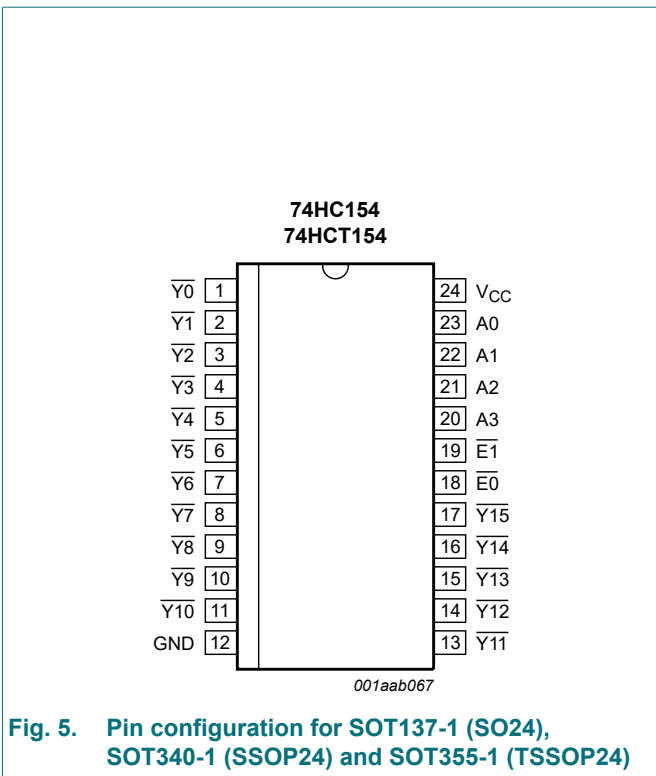 74HC154
74HCT154
Y0 1
Y1 2
Y2 3
Y3 4
Y4 5
Y5 6
Y6 7
Y7 8
Y8 9
Y9 10
Y10 11
GND 12
24 VCC
23 A0
22 A1
21 A2
20 A3
19 E1
18 E0
17 Y15
16 Y14
15 Y13
14 Y12
13 Y11
001aab067
Fig. 5. Pin configuration for SOT137-1 (SO24),
SOT340-1 (SSOP24) and SOT355-1 (TSSOP24)